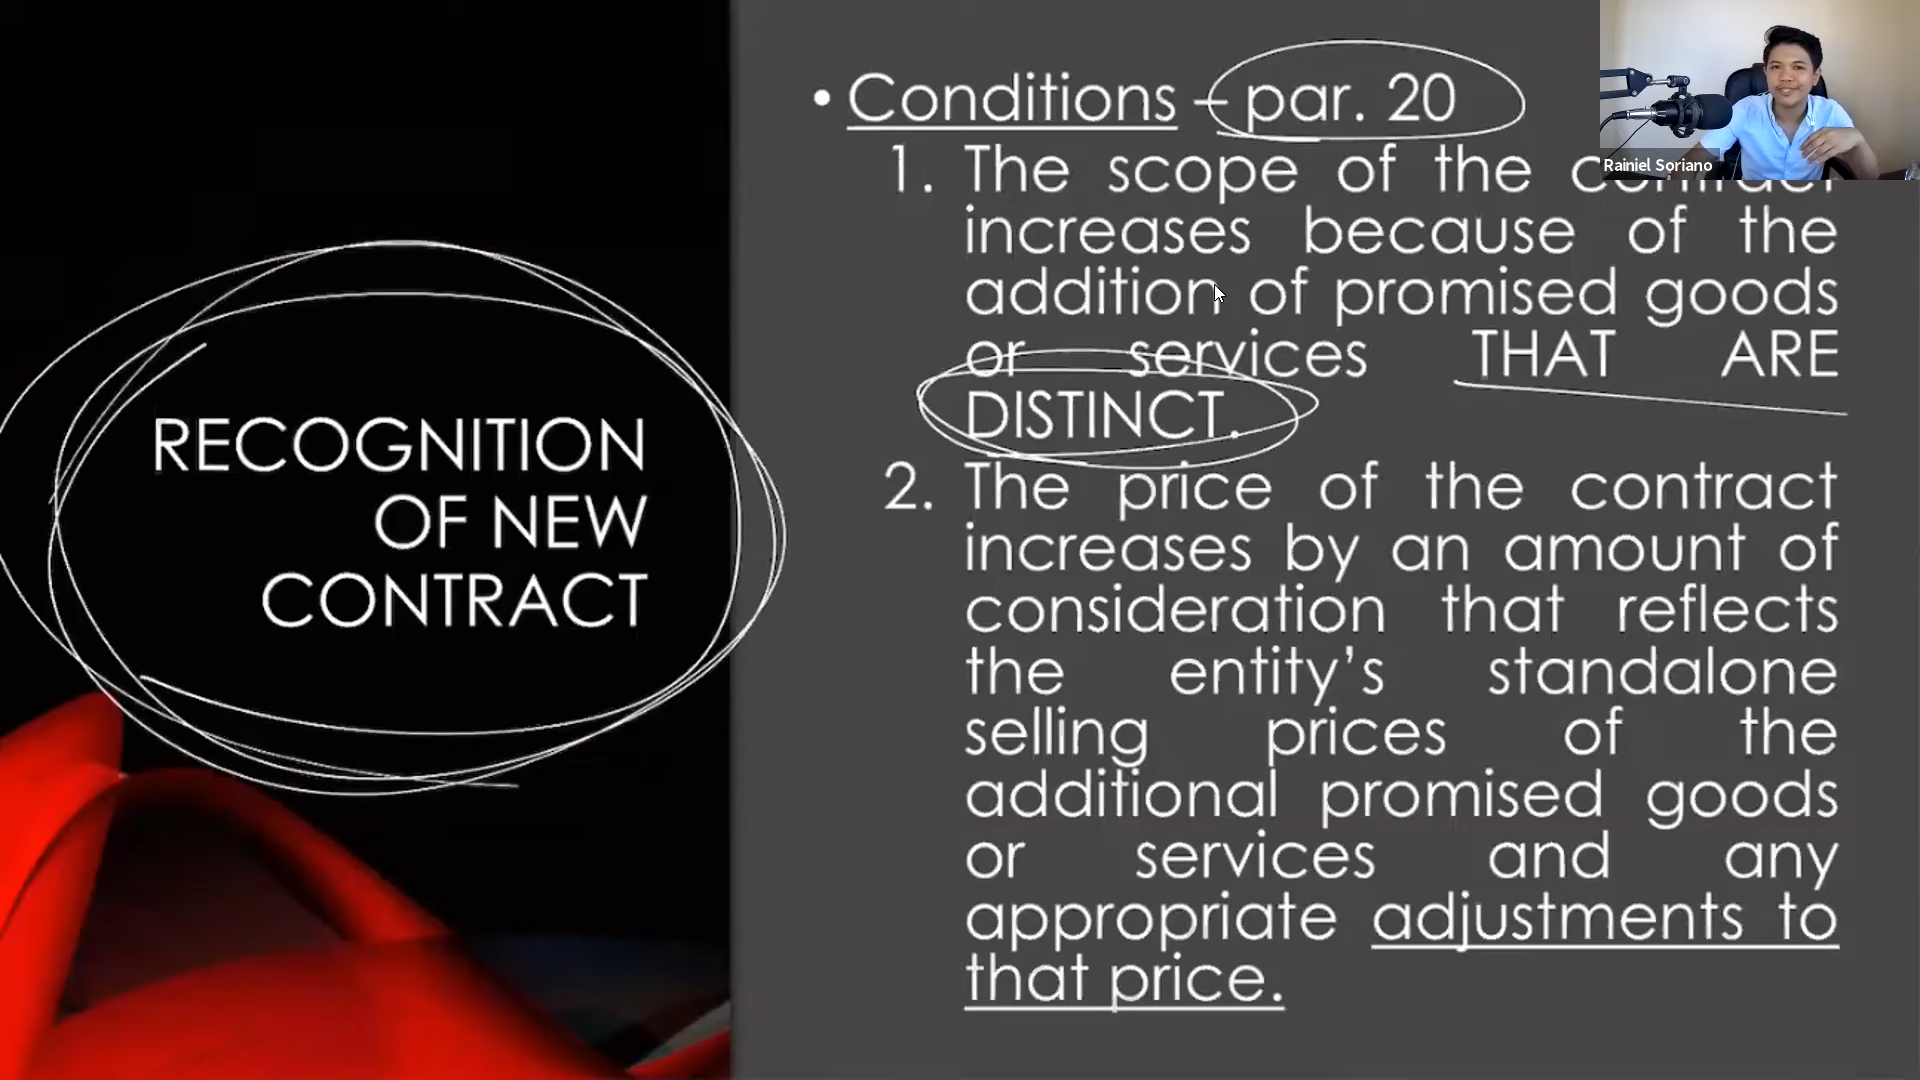 RECOGNITION
OF NEW
CONTRACT
• Conditions – par. 20
1. The scope of the contract
increases because of the
addition of promised goods
or services THAT ARE
DISTINCT.
2. The price of the contract
increases by an amount of
consideration that reflects
the entity's standalone
selling prices of the
additional promised goods
or services and any
appropriate adjustments to
that price.
Rainiel Soriano